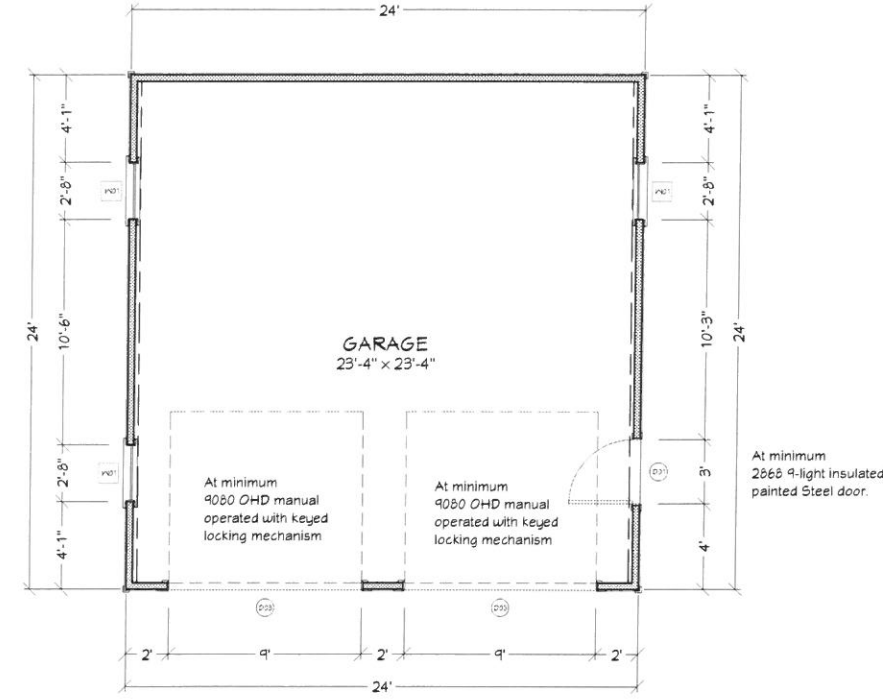 24'
4'-1"
4'-1"
2'-8"
2'-8"
24'
10'-6"
GARAGE
23'-4" x 23'-4"
10'-3"
24'
2'-8"
At minimum
9080 OHD manual
operated with keyed
locking mechanism
At minimum
9080 OHD manual
operated with keyed
locking mechanism
3'
At minimum
2868 9-light insulated
painted Steel door.
4'-1"
4'
2'
9'
2'
9'
2'
24'